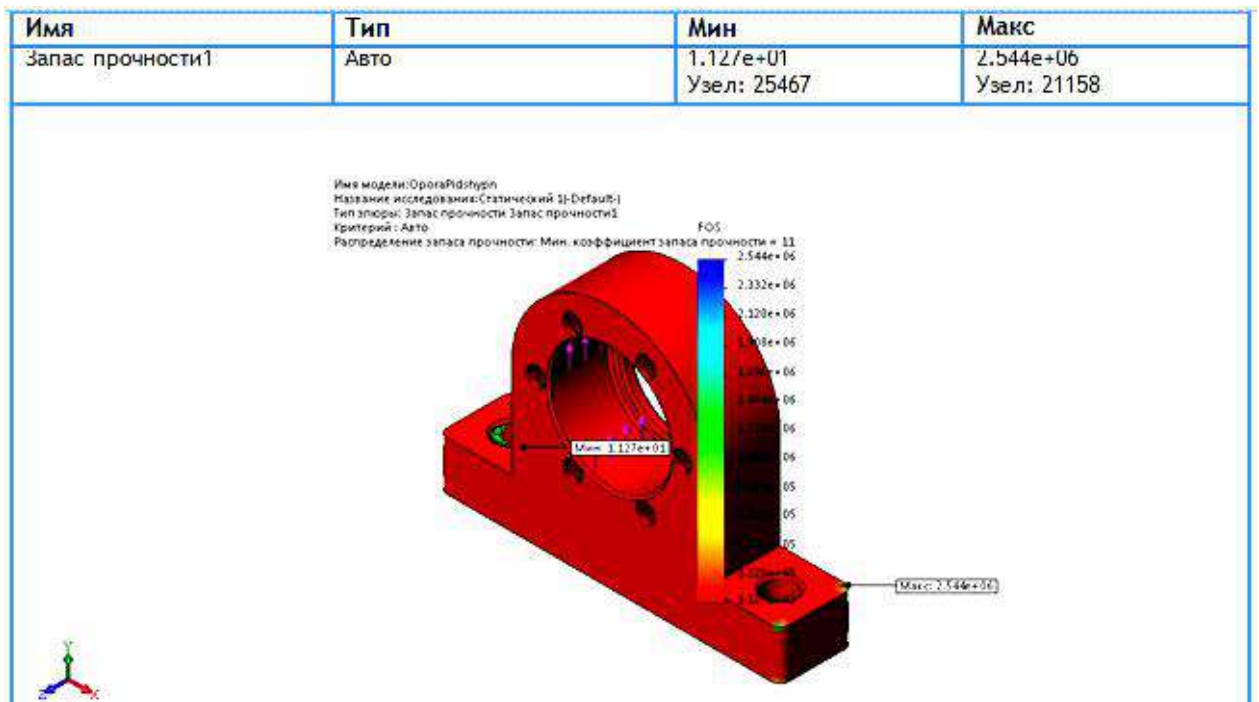 Имя Тип Мин Макс
Запас прочности1 Авто 1.127e+01 2.544e+06
Узел: 25467 Узел: 21158
Имя модели:OporaPidshypn
Название исследования:Статический 1(-Default-)
Тип эпюры: Запас прочности Запас прочности1
Критерий : Авто
Распределение запаса прочности: Мин. коэффициент запаса прочности = 11
FOS
2.544e+06
2.332e+06
2.120e+06
Мин: 1.127e+01
Макс: 2.544e+06
Y
Z X